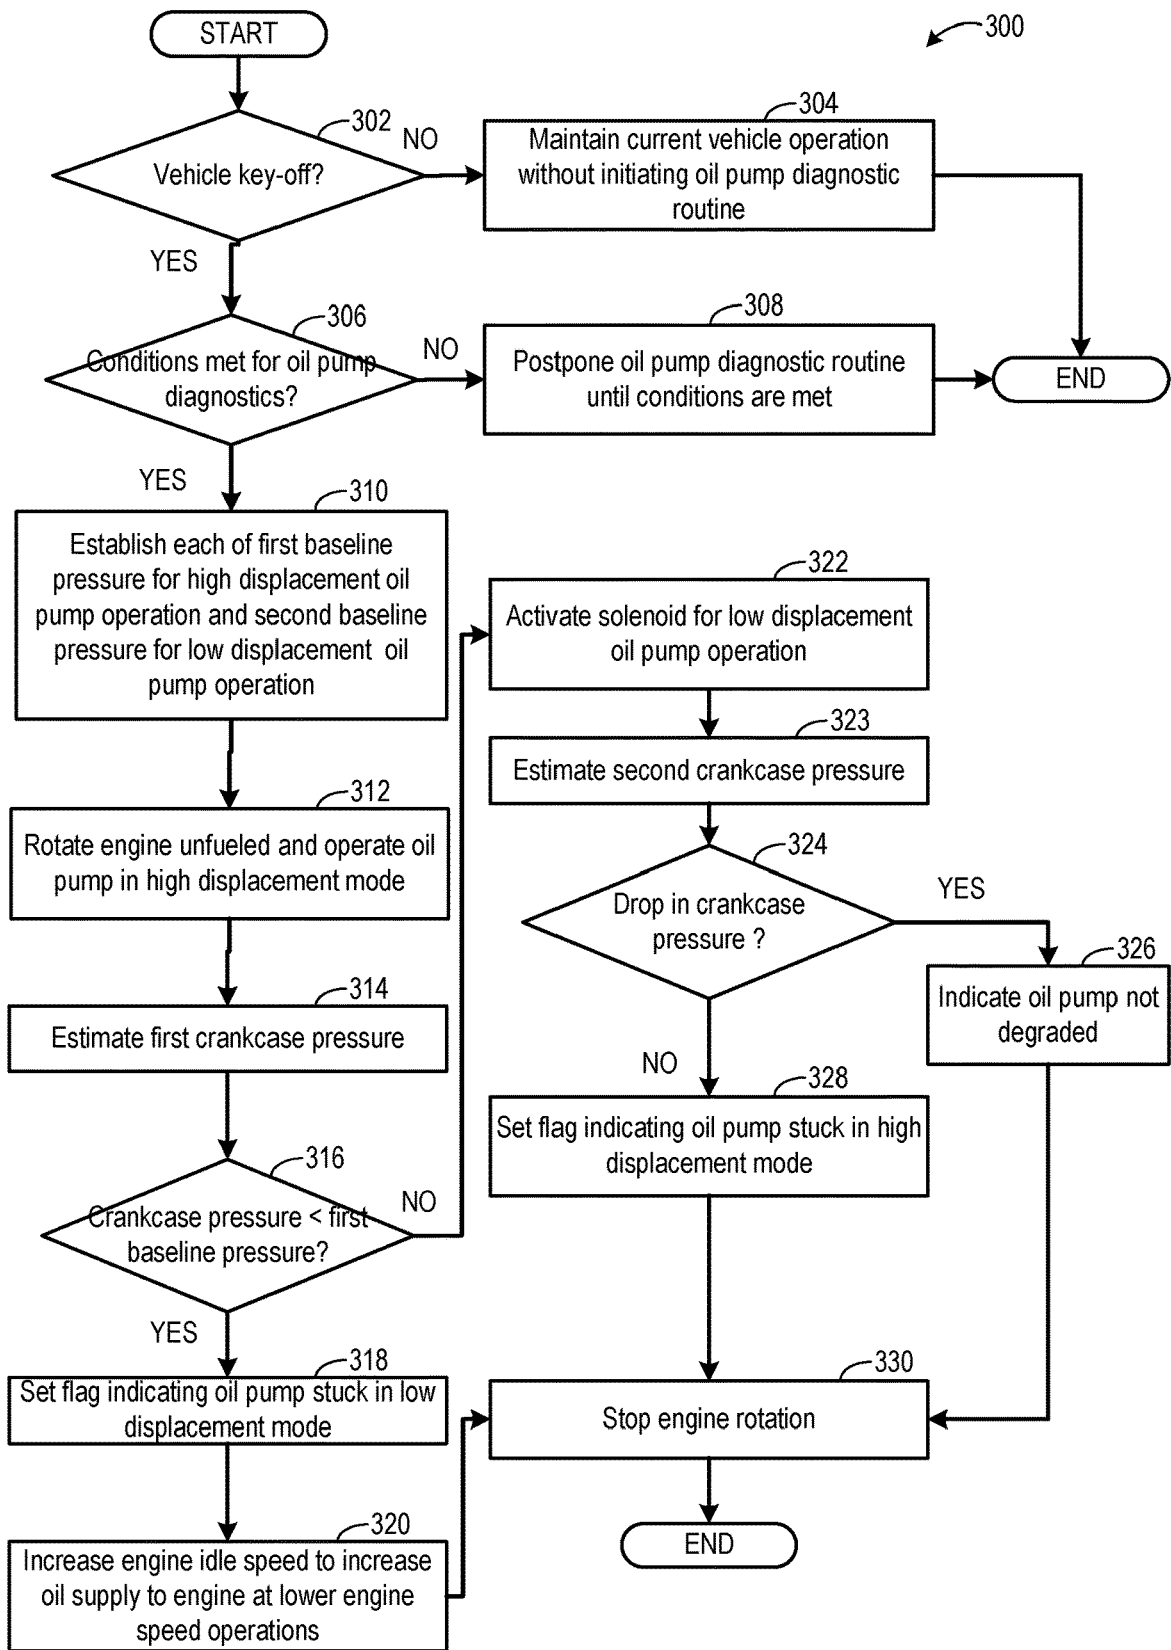 START
300
302
Vehicle key-off?
NO
304
Maintain current vehicle operation
without initiating oil pump diagnostic
routine
YES
306
Conditions met for oil pump
diagnostics?
NO
308
Postpone oil pump diagnostic routine
until conditions are met
END
YES
310
Establish each of first baseline
pressure for high displacement oil
pump operation and second baseline
pressure for low displacement oil
pump operation
312
Rotate engine unfueled and operate oil
pump in high displacement mode
314
Estimate first crankcase pressure
316
Crankcase pressure < first
baseline pressure?
NO
YES
318
Set flag indicating oil pump stuck in low
displacement mode
320
Increase engine idle speed to increase
oil supply to engine at lower engine
speed operations
322
Activate solenoid for low displacement
oil pump operation
323
Estimate second crankcase pressure
324
Drop in crankcase
pressure ?
YES
326
Indicate oil pump not
degraded
NO
328
Set flag indicating oil pump stuck in high
displacement mode
330
Stop engine rotation
END